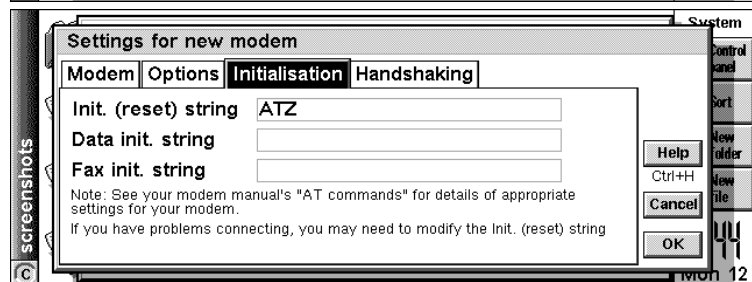 System
Settings for new modem
Control
panel
Modem Options Initialisation Handshaking
Init. (reset) string ATZ
Sort
Data init. string
New
folder
Help
Fax init. string
Ctrl+H
New
file
Note: See your modem manual's "AT commands" for details of appropriate
settings for your modem.
Cancel
If you have problems connecting, you may need to modify the Init. (reset) string
OK
screenshots
C
Mon 12